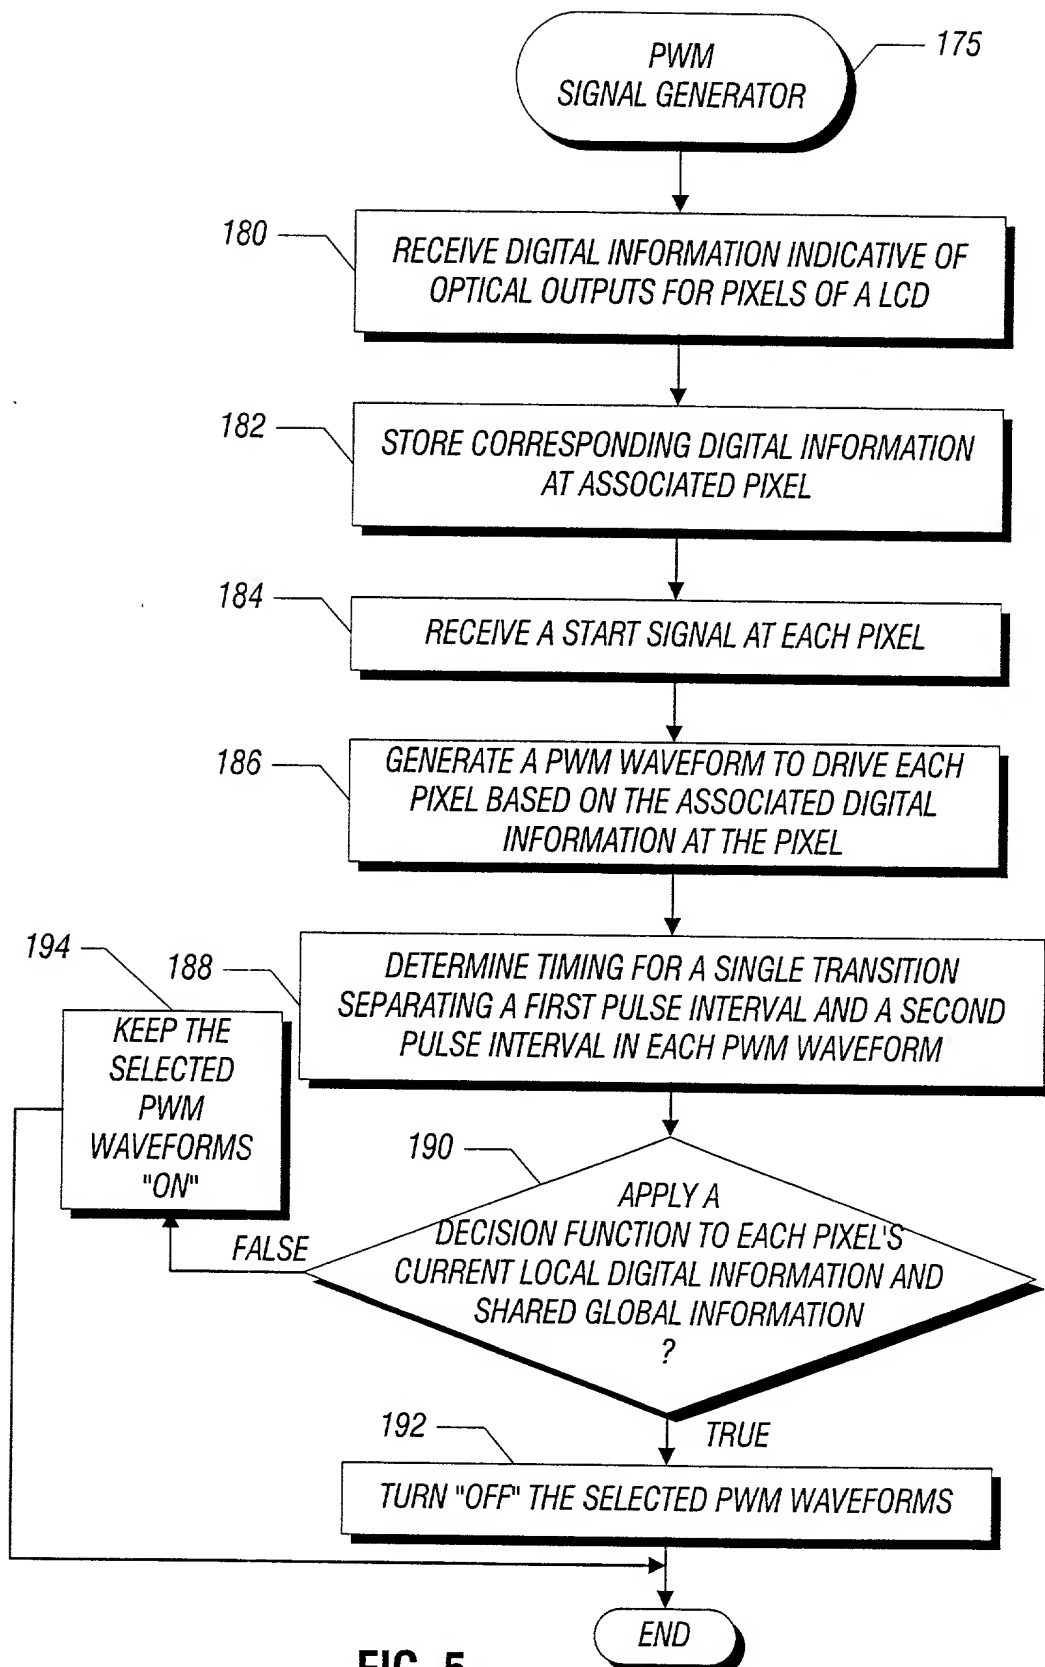 PWM
SIGNAL GENERATOR
175
180
RECEIVE DIGITAL INFORMATION INDICATIVE OF
OPTICAL OUTPUTS FOR PIXELS OF A LCD
182
STORE CORRESPONDING DIGITAL INFORMATION
AT ASSOCIATED PIXEL
184
RECEIVE A START SIGNAL AT EACH PIXEL
186
GENERATE A PWM WAVEFORM TO DRIVE EACH
PIXEL BASED ON THE ASSOCIATED DIGITAL
INFORMATION AT THE PIXEL
188
DETERMINE TIMING FOR A SINGLE TRANSITION
SEPARATING A FIRST PULSE INTERVAL AND A SECOND
PULSE INTERVAL IN EACH PWM WAVEFORM
194
KEEP THE
SELECTED
PWM
WAVEFORMS
"ON"
190
APPLY A
DECISION FUNCTION TO EACH PIXEL'S
CURRENT LOCAL DIGITAL INFORMATION AND
SHARED GLOBAL INFORMATION
?
FALSE
TRUE
192
TURN "OFF" THE SELECTED PWM WAVEFORMS
END
FIG. 5